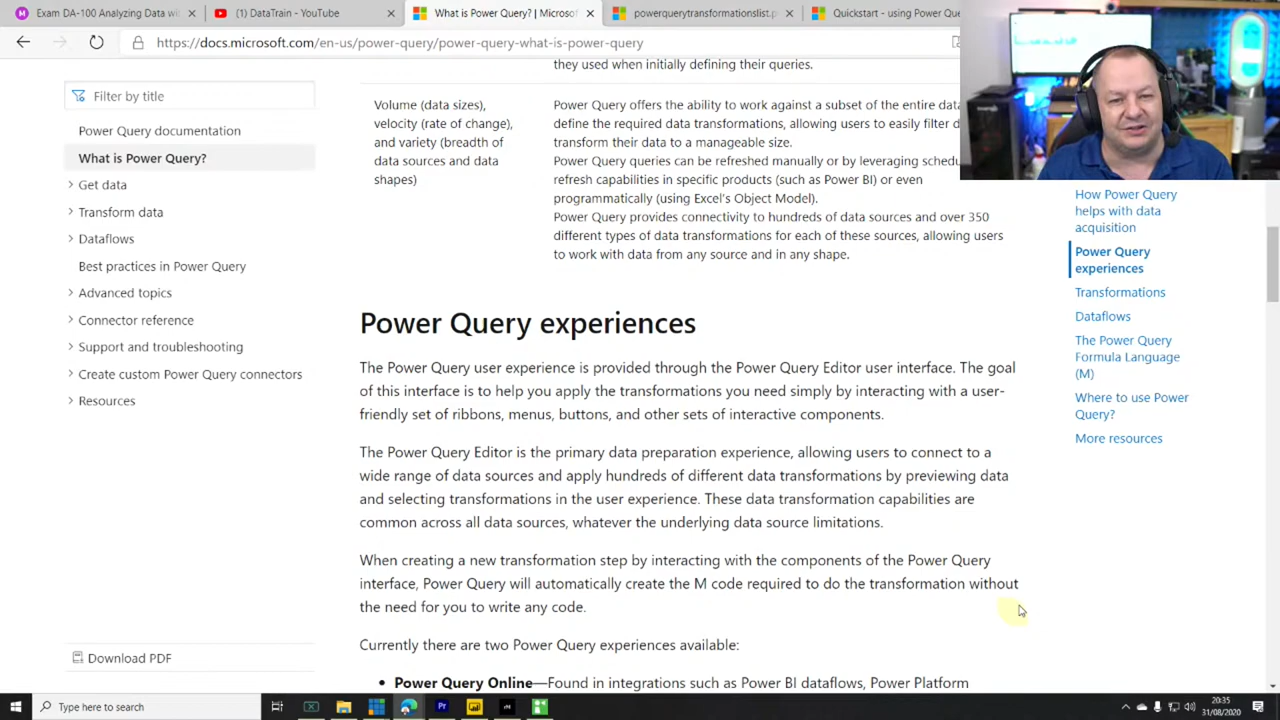 Exam DA-100 Analyzing Data wi
(1) DataTrain - YouTube
What is Power Query? | Microsof
powerquerytransformationslist.p
Quickstart - using Power Qu
https://docs.microsoft.com/en-us/power-query/power-query-what-is-power-query
Filter by title
Power Query documentation
What is Power Query?
Get data
Transform data
Dataflows
Best practices in Power Query
Advanced topics
Connector reference
Support and troubleshooting
Create custom Power Query connectors
Resources
Download PDF
they used when initially defining their queries.
Volume (data sizes),
velocity (rate of change),
and variety (breadth of
data sources and data
shapes)
Power Query offers the ability to work against a subset of the entire data
define the required data transformations, allowing users to easily filter d
transform their data to a manageable size.
Power Query queries can be refreshed manually or by leveraging schedu
refresh capabilities in specific products (such as Power BI) or even
programmatically (using Excel's Object Model).
Power Query provides connectivity to hundreds of data sources and over 350
different types of data transformations for each of these sources, allowing users
to work with data from any source and in any shape.
Power Query experiences
The Power Query user experience is provided through the Power Query Editor user interface. The goal
of this interface is to help you apply the transformations you need simply by interacting with a user-
friendly set of ribbons, menus, buttons, and other sets of interactive components.
The Power Query Editor is the primary data preparation experience, allowing users to connect to a
wide range of data sources and apply hundreds of different data transformations by previewing data
and selecting transformations in the user experience. These data transformation capabilities are
common across all data sources, whatever the underlying data source limitations.
When creating a new transformation step by interacting with the components of the Power Query
interface, Power Query will automatically create the M code required to do the transformation without
the need for you to write any code.
Currently there are two Power Query experiences available:
• Power Query Online—Found in integrations such as Power BI dataflows, Power Platform
How Power Query
helps with data
acquisition
Power Query
experiences
Transformations
Dataflows
The Power Query
Formula Language
(M)
Where to use Power
Query?
More resources
Type here to search
20:35
31/08/2020